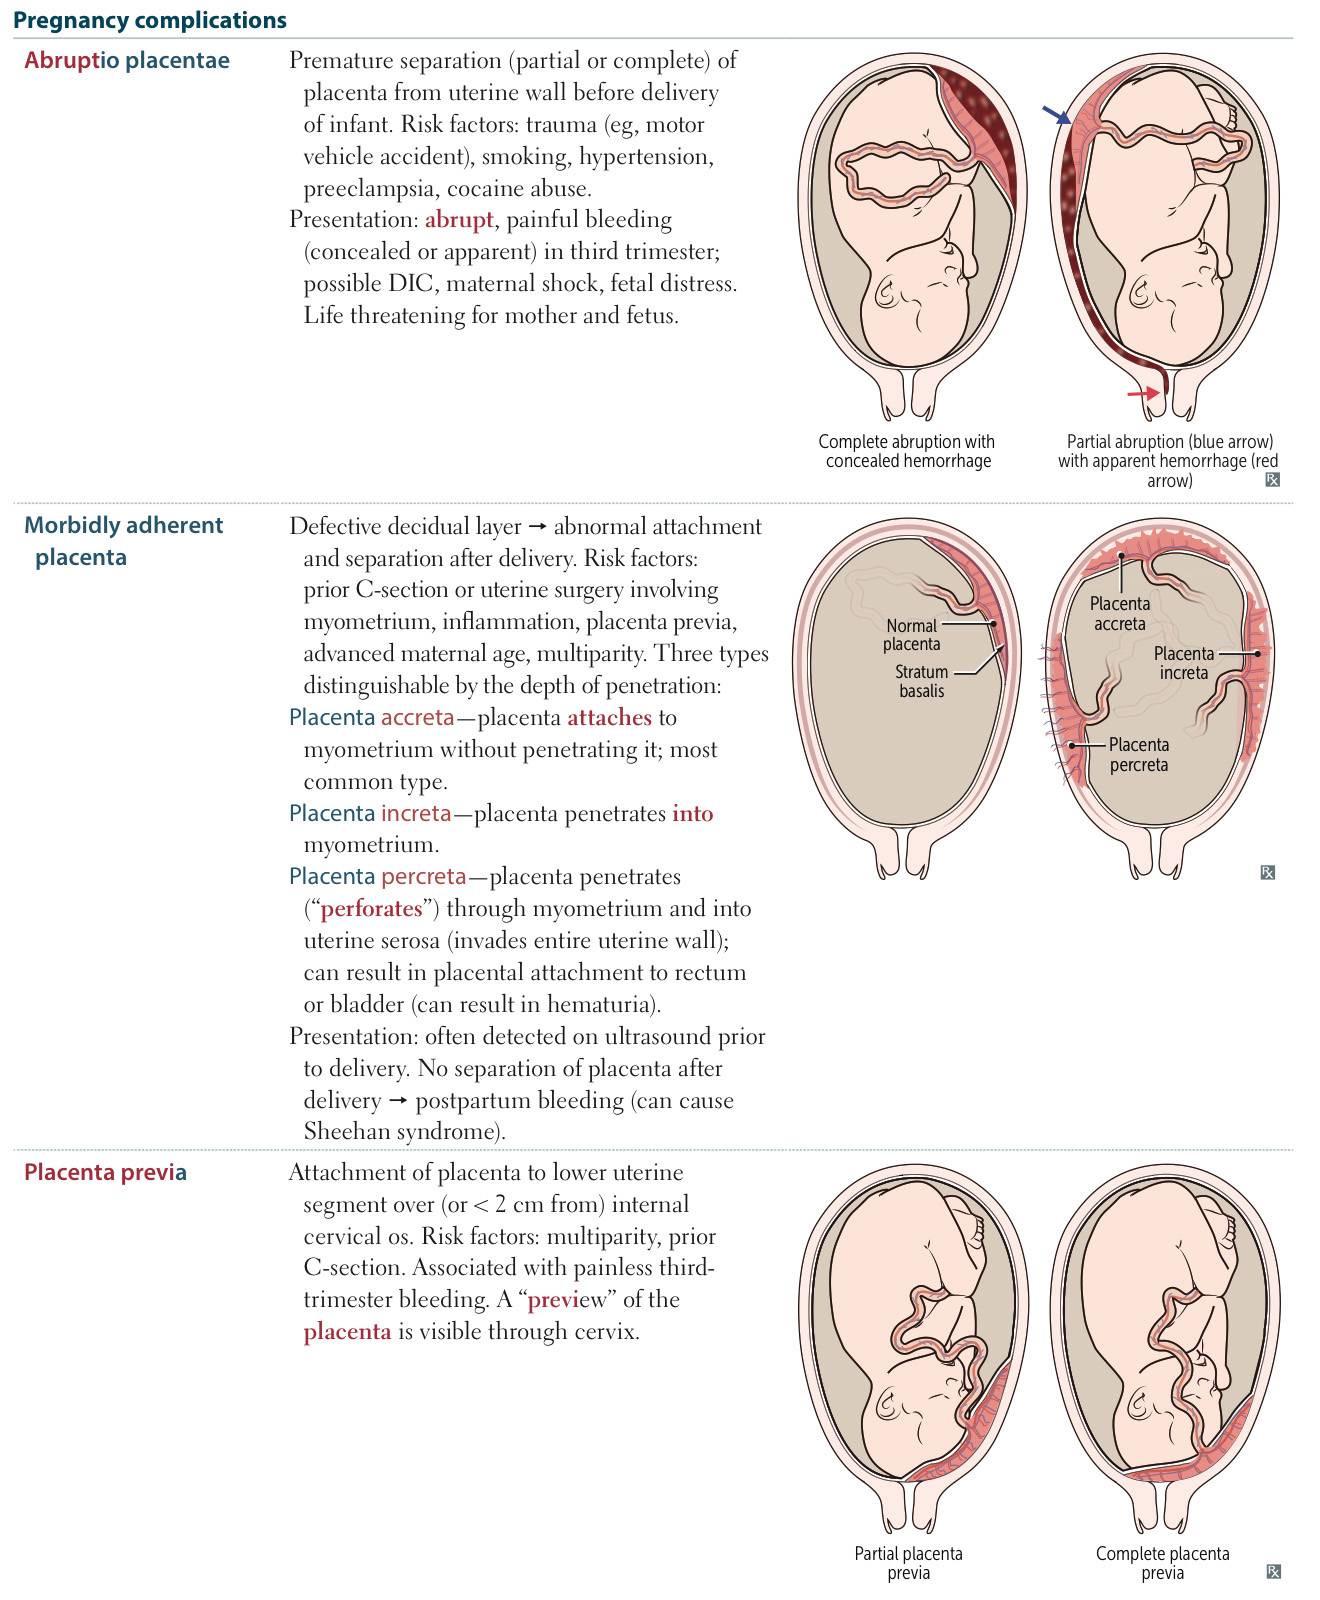 Pregnancy complications
Abruptio placentae
Premature separation (partial or complete) of
placenta from uterine wall before delivery
of infant. Risk factors: trauma (eg, motor
vehicle accident), smoking, hypertension,
preeclampsia, cocaine abuse.
Presentation: abrupt, painful bleeding
(concealed or apparent) in third trimester;
possible DIC, maternal shock, fetal distress.
Life threatening for mother and fetus.
Complete abruption with
concealed hemorrhage
Partial abruption (blue arrow)
with apparent hemorrhage (red
arrow)
Rx
Morbidly adherent
placenta
Defective decidual layer → abnormal attachment
and separation after delivery. Risk factors:
prior C-section or uterine surgery involving
myometrium, inflammation, placenta previa,
advanced maternal age, multiparity. Three types
distinguishable by the depth of penetration:
Placenta accreta—placenta attaches to
myometrium without penetrating it; most
common type.
Placenta increta—placenta penetrates into
myometrium.
Placenta percreta—placenta penetrates
(“perforates”) through myometrium and into
uterine serosa (invades entire uterine wall);
can result in placental attachment to rectum
or bladder (can result in hematuria).
Presentation: often detected on ultrasound prior
to delivery. No separation of placenta after
delivery → postpartum bleeding (can cause
Sheehan syndrome).
Normal
placenta
Stratum
basalis
Placenta
accreta
Placenta
increta
Placenta
percreta
Rx
Placenta previa
Attachment of placenta to lower uterine
segment over (or < 2 cm from) internal
cervical os. Risk factors: multiparity, prior
C-section. Associated with painless third-
trimester bleeding. A “preview” of the
placenta is visible through cervix.
Partial placenta
previa
Complete placenta
previa
Rx